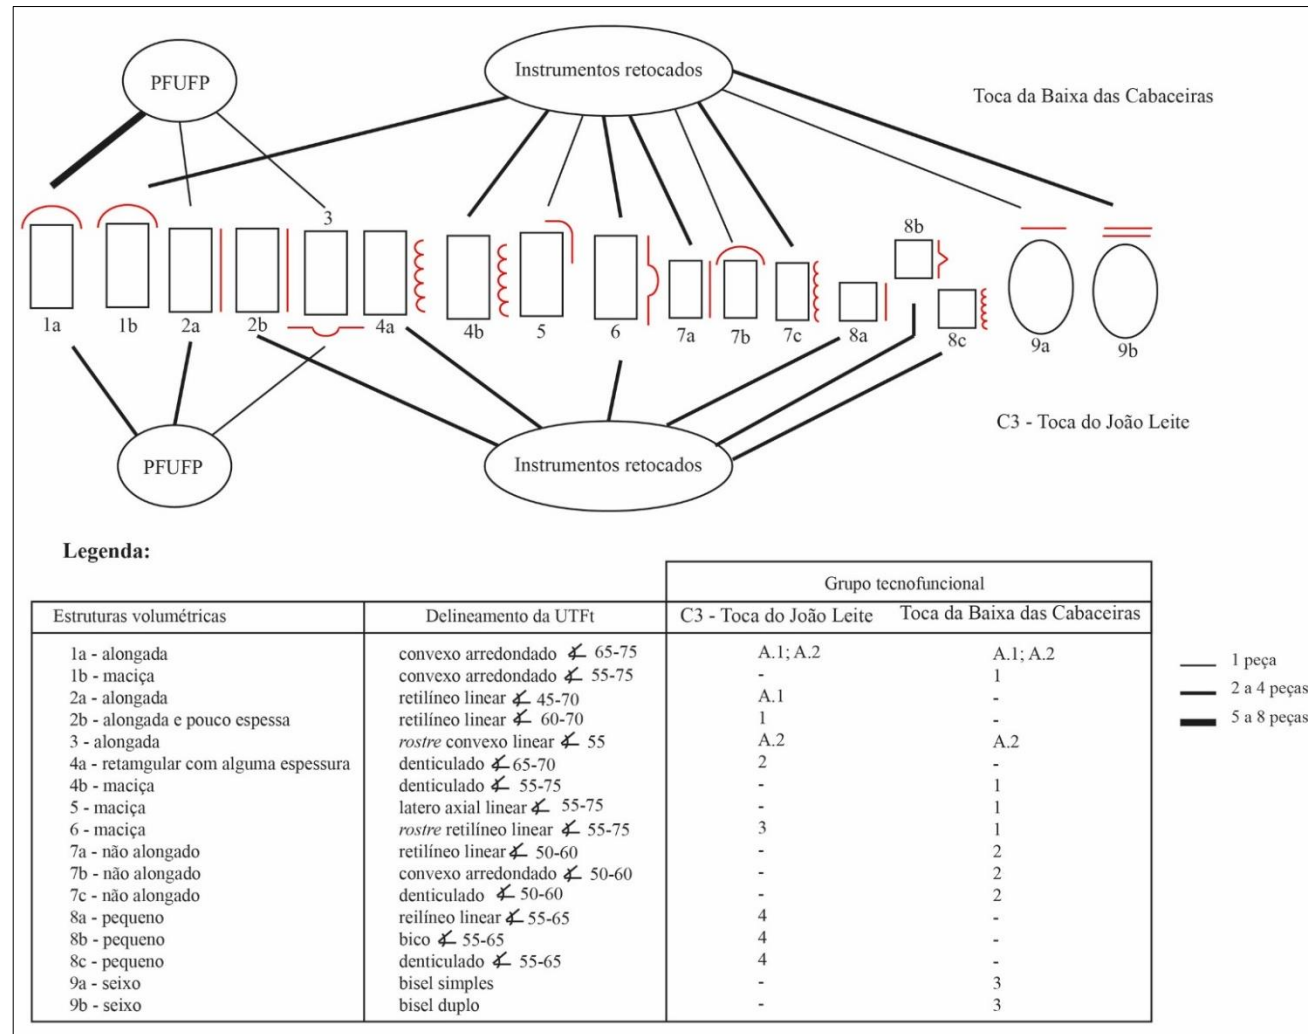 PFUFP
Instrumentos retocados
Toca da Baixa das Cabaceiras
3
8b
1a
1b
2a
2b
4a
4b
5
6
7a
7b
7c
8a
8c
9a
9b
C3 - Toca do João Leite
PFUFP
Instrumentos retocados
Legenda:
Grupo tecnofuncional
Estruturas volumétricas Delineamento da UTFt C3 - Toca do João Leite Toca da Baixa das Cabaceiras
1a - alongada convexo arredondado ∡ 65-75 A.1; A.2 A.1; A.2
1b - maciça convexo arredondado ∡ 55-75 - 1
2a - alongada retilíneo linear ∡ 45-70 A.1 -
2b - alongada e pouco espessa retilíneo linear ∡ 60-70 1 -
3 - alongada rostre convexo linear ∡ 55 A.2 A.2
4a - retamgular com alguma espessura denticulado ∡ 65-70 2 -
4b - maciça denticulado ∡ 55-75 - 1
5 - maciça latero axial linear ∡ 55-75 - 1
6 - maciça rostre retilíneo linear ∡ 55-75 3 1
7a - não alongado retilíneo linear ∡ 50-60 - 2
7b - não alongado convexo arredondado ∡ 50-60 - 2
7c - não alongado denticulado ∡ 50-60 - 2
8a - pequeno reilíneo linear ∡ 55-65 4 -
8b - pequeno bico ∡ 55-65 4 -
8c - pequeno denticulado ∡ 55-65 4 -
9a - seixo bisel simples - 3
9b - seixo bisel duplo - 3
1 peça
2 a 4 peças
5 a 8 peças